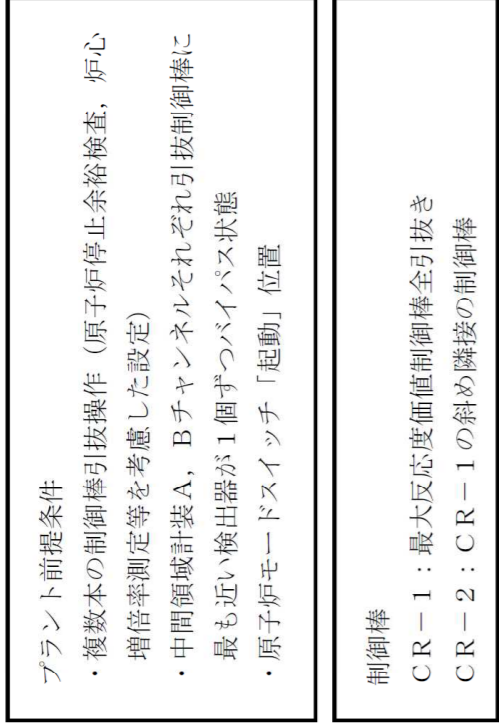 プラント前提条件
・複数本の制御棒引抜操作（原子炉停止余裕検査，炉心
増倍率測定等を考慮した設定）
・中間領域計装Ａ，Ｂチャンネルそれぞれ引抜制御棒に
最も近い検出器が１個ずつバイパス状態
・原子炉モードスイッチ「起動」位置
制御棒
ＣＲ－１：最大反応度価値制御棒全引抜き
ＣＲ－２：ＣＲ－１の斜め隣接の制御棒